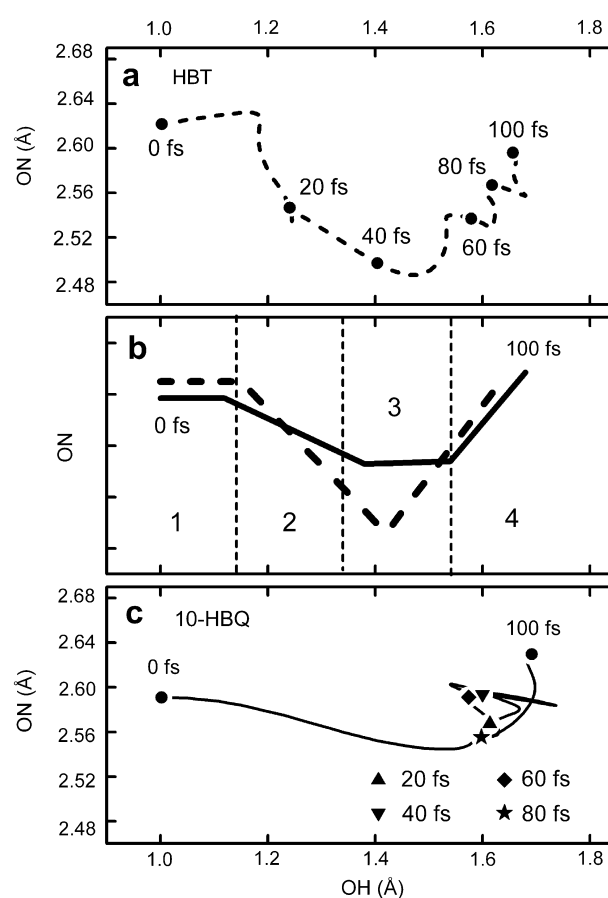 1.0 1.2 1.4 1.6 1.8
2.68
a HBT
2.64
100 fs
2.60
0 fs
80 fs
ON (Å)
2.56
20 fs
40 fs
60 fs
2.52
2.48
b
100 fs
3
0 fs
ON
1 2 4
2.68
c 10-HBQ
100 fs
2.64
0 fs
2.60
ON (Å)
2.56
20 fs 60 fs
2.52
40 fs 80 fs
2.48
1.0 1.2 1.4 1.6 1.8
OH (Å)